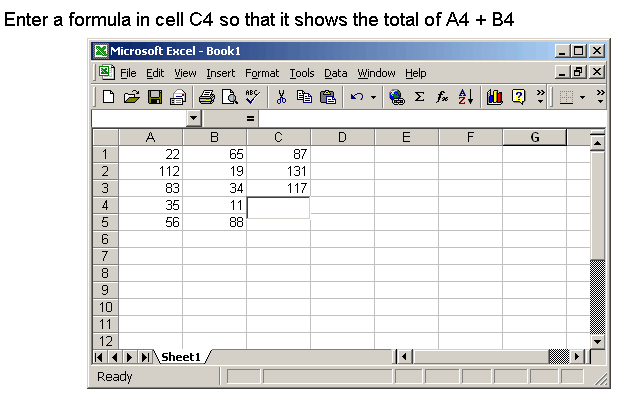 Enter a formula in cell C4 so that it shows the total of A4 + B4
Microsoft Excel - Book1
File Edit View Insert Format Tools Data Window Help
=
A B C D E F G
1 22 65 87
2 112 19 131
3 83 34 117
4 35 11
5 56 88
6
7
8
9
10
11
12
Sheet1
Ready